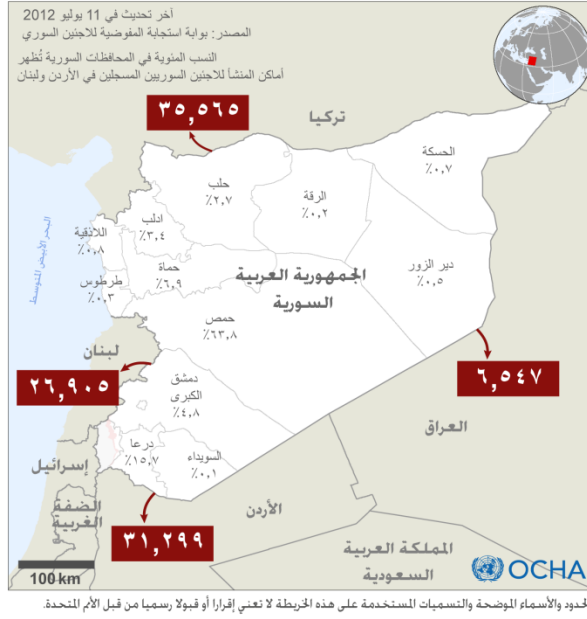 آخر تحديث في 11 يوليو 2012
المصدر: بوابة استجابة المفوضية للاجئين السوري
النسب المئوية في المحافظات السورية تُظهر
أماكن المنشأ للاجئين السوريين المسجلين في الأردن ولبنان
٣٥,٥٦٥
تركيا
الحسكة
٪٠,٧
حلب
٪٢,٧
الرقة
٪٠,٢
ادلب
٪٣,٤
اللاذقية
٪٠,٨
البحر الأبيض المتوسط
حماة
٪٦,٩
دير الزور
٪٠,٥
طرطوس
٪٠,٣
الجمهورية العربية
السورية
حمص
٪٦٣,٨
لبنان
٢٦,٩٠٥
دمشق
الكبرى
٪٤,٨
٦,٥٤٧
العراق
درعا
٪١٥,٧
السويداء
٪٠,١
إسرائيل
الضفة
الغربية
الأردن
٣١,٢٩٩
المملكة العربية
السعودية
100 km
OCHA
لحدود والأسماء الموضحة والتسميات المستخدمة على هذه الخريطة لا تعني إقرارا أو قبولا رسميا من قبل الأمم المتحدة.